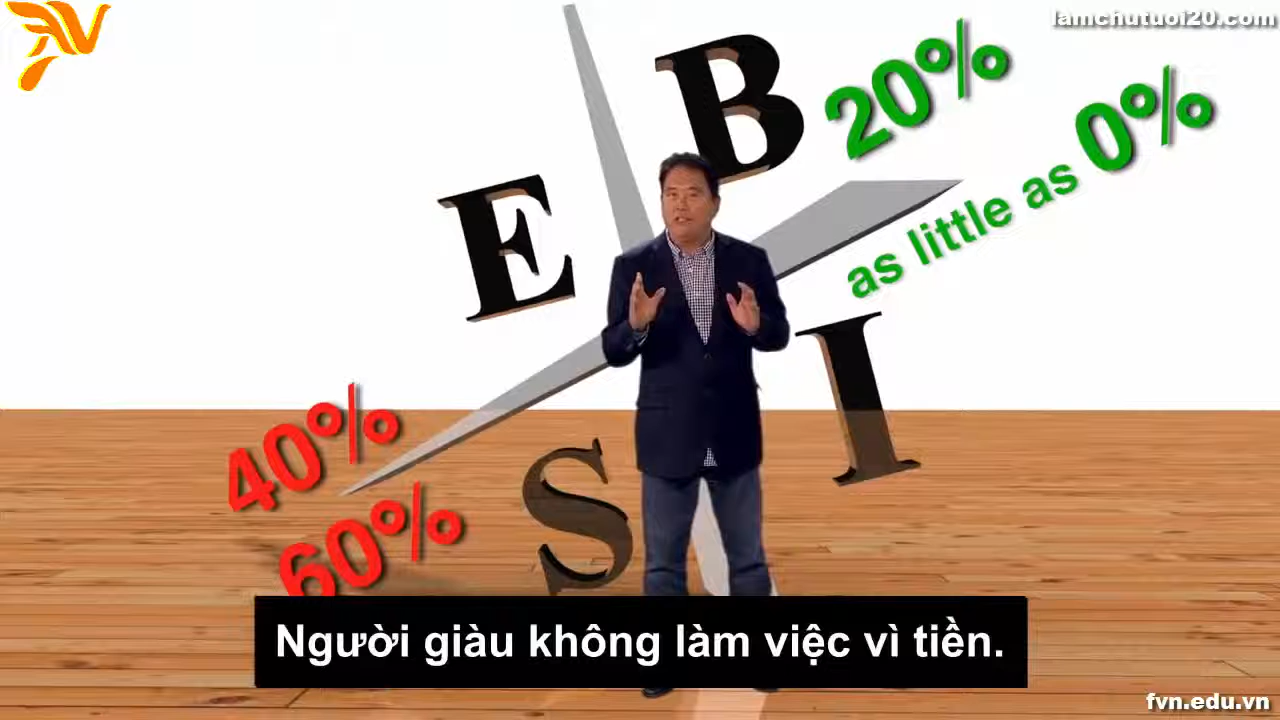 lamchutuoi20.com
B
20%
E
as little as 0%
I
40%
S
60%
Người giàu không làm việc vì tiền.
fvn.edu.vn